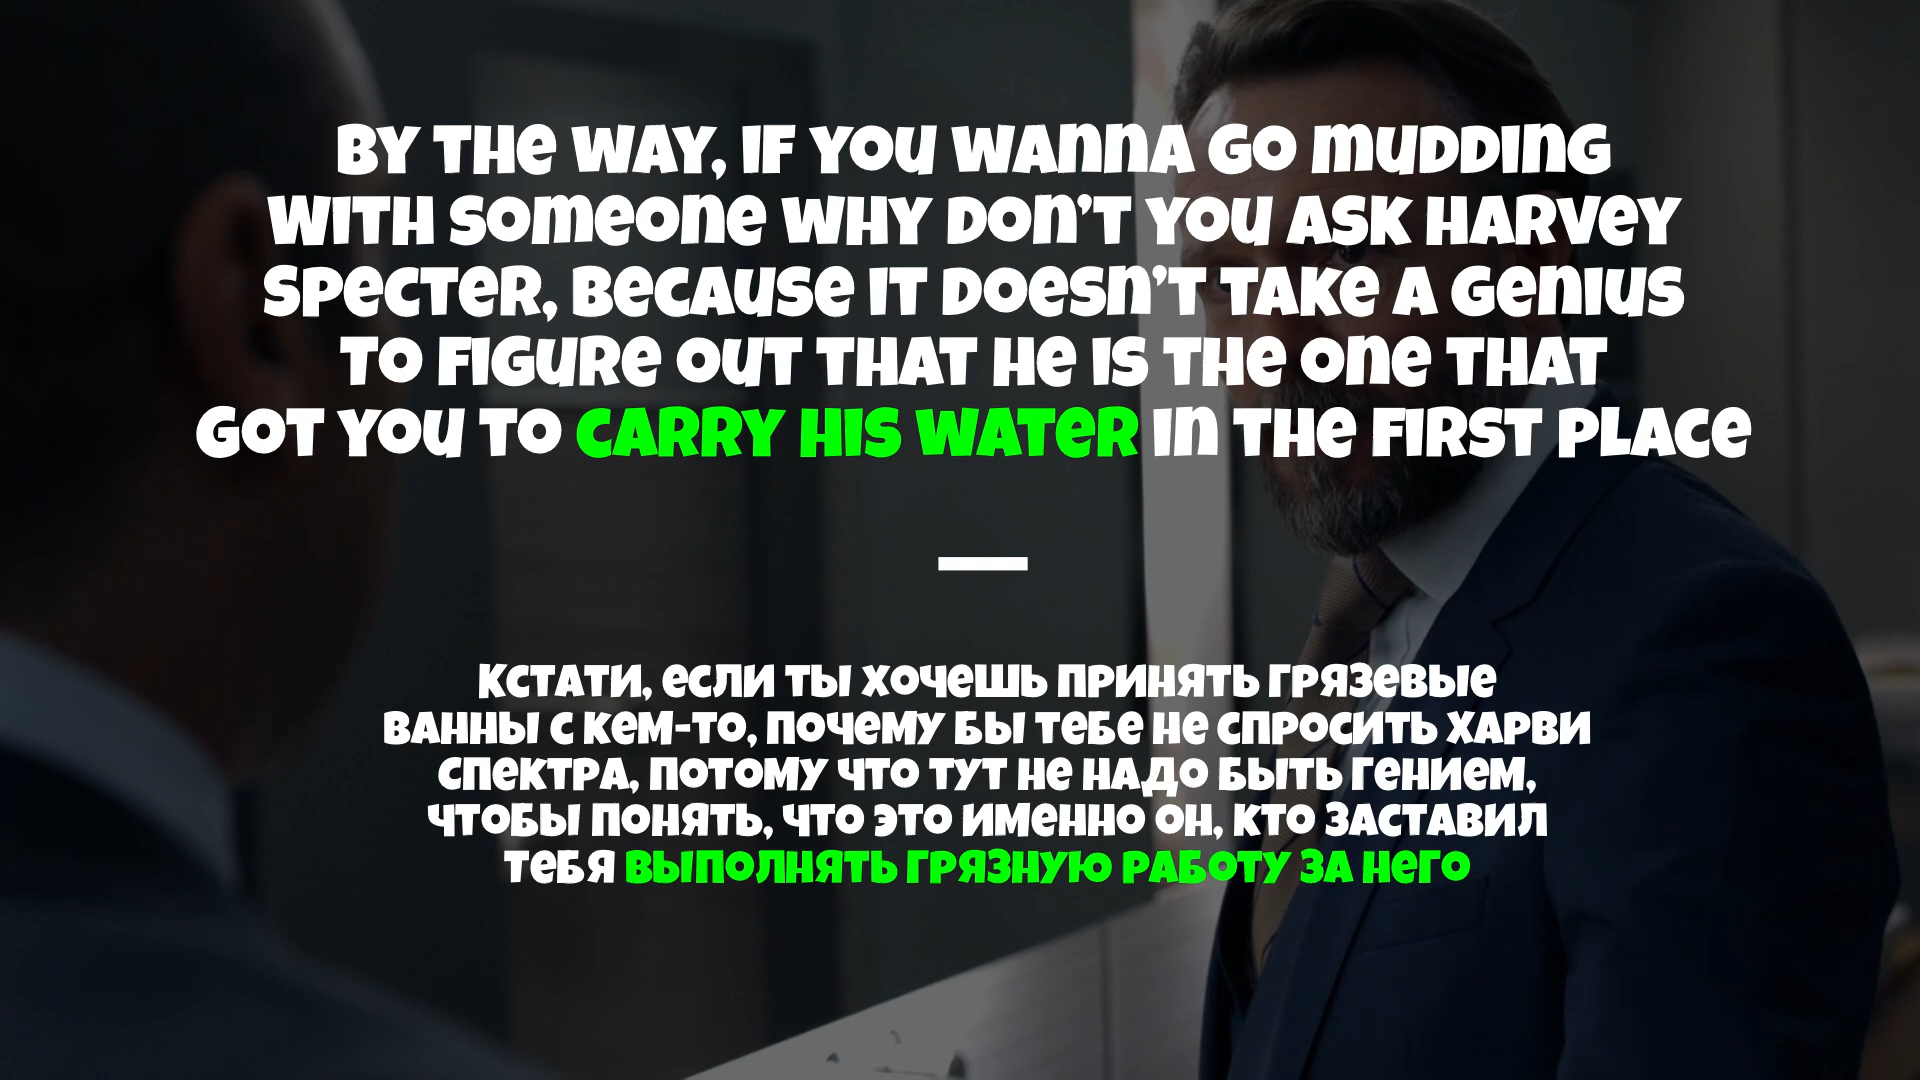 BY THE WAY, IF YOU WANNA GO MUDDING
WITH SOMEONE WHY DON'T YOU ASK HARVEY
SPECTER, BECAUSE IT DOESN'T TAKE A GENIUS
TO FIGURE OUT THAT HE IS THE ONE THAT
GOT YOU TO CARRY HIS WATER IN THE FIRST PLACE
—
КСТАТИ, ЕСЛИ ТЫ ХОЧЕШЬ ПРИНЯТЬ ГРЯЗЕВЫЕ
ВАННЫ С КЕМ-ТО, ПОЧЕМУ БЫ ТЕБЕ НЕ СПРОСИТЬ ХАРВИ
СПЕКТРА, ПОТОМУ ЧТО ТУТ НЕ НАДО БЫТЬ ГЕНИЕМ,
ЧТОБЫ ПОНЯТЬ, ЧТО ЭТО ИМЕННО ОН, КТО ЗАСТАВИЛ
ТЕБЯ ВЫПОЛНЯТЬ ГРЯЗНУЮ РАБОТУ ЗА НЕГО